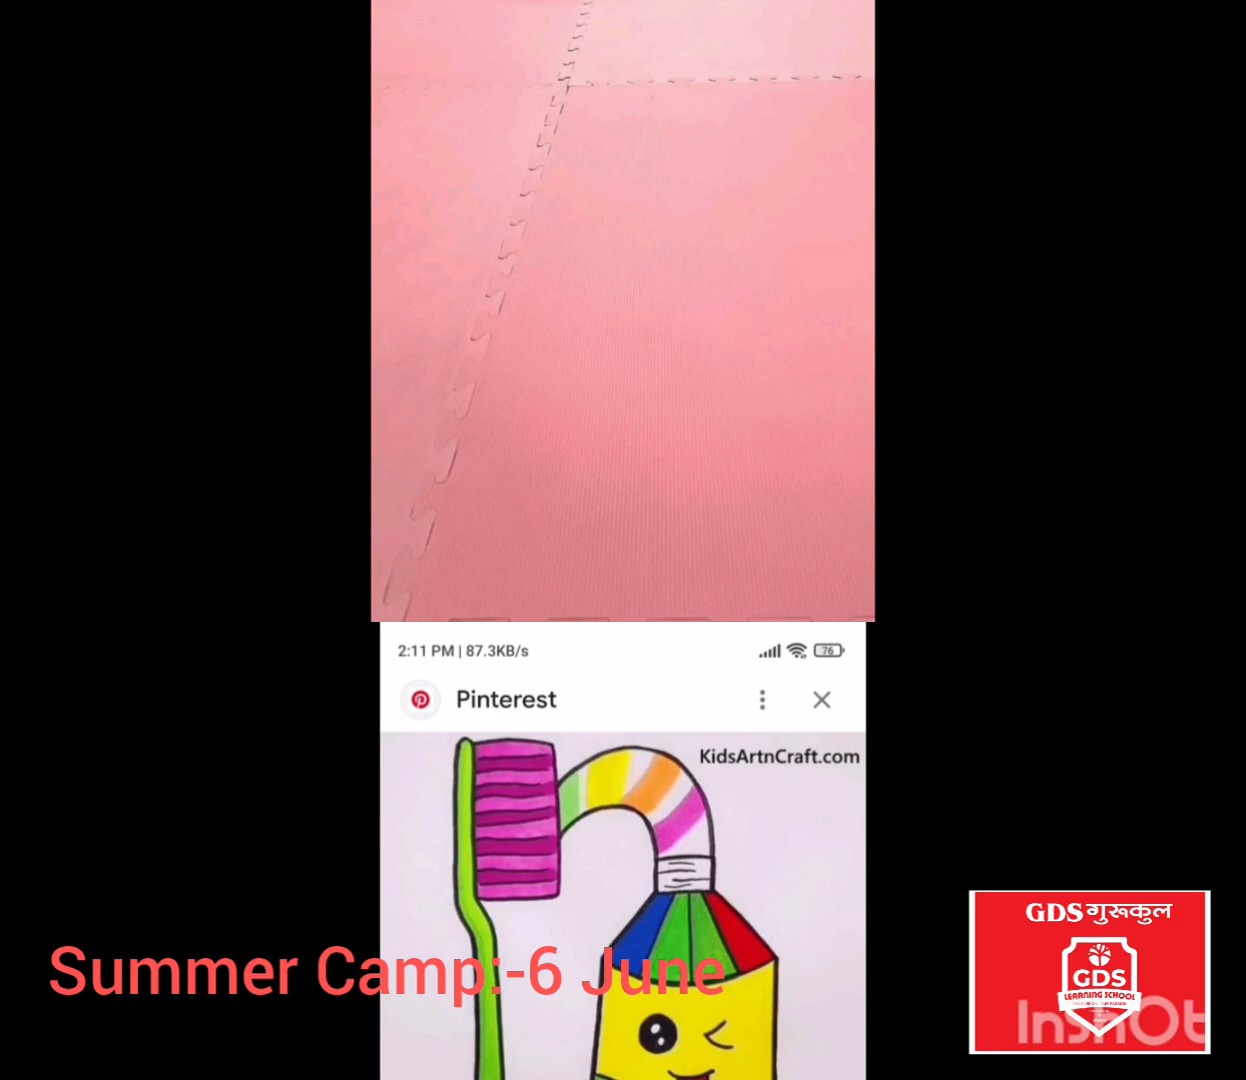 2:11 PM | 87.3KB/s
76
Pinterest
KidsArtnCraft.com
Summer Camp:-6 June
GDS गुरूकुल
GDS
LEARNING SCHOOL
InShOt